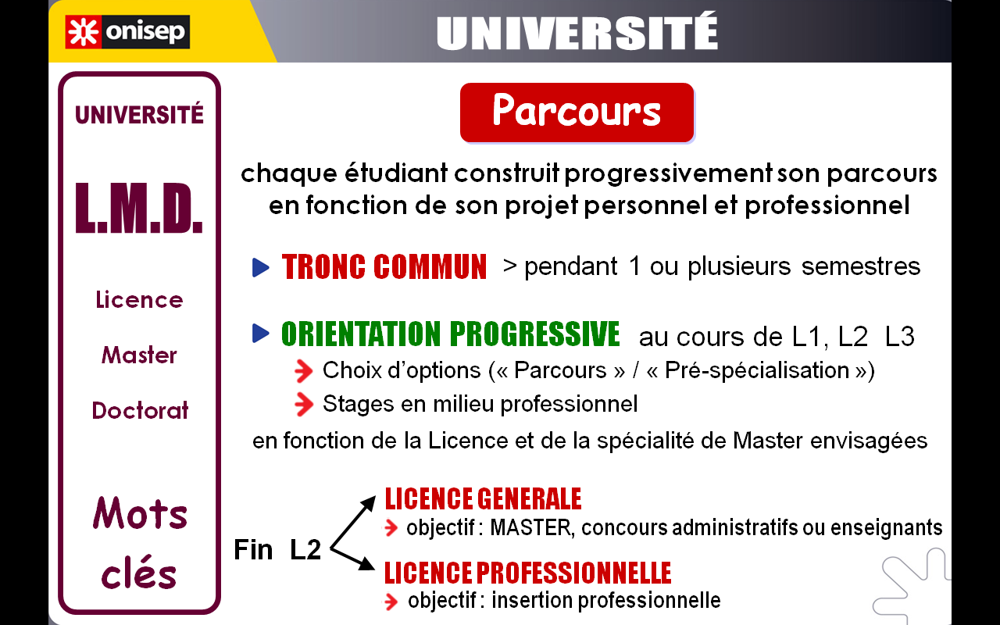 onisep
UNIVERSITÉ
UNIVERSITÉ
L.M.D.
Licence
Master
Doctorat
Mots
clés
Parcours
chaque étudiant construit progressivement son parcours
en fonction de son projet personnel et professionnel
TRONC COMMUN > pendant 1 ou plusieurs semestres
ORIENTATION PROGRESSIVE au cours de L1, L2 L3
Choix d’options (« Parcours » / « Pré-spécialisation »)
Stages en milieu professionnel
en fonction de la Licence et de la spécialité de Master envisagées
Fin L2
LICENCE GENERALE
objectif : MASTER, concours administratifs ou enseignants
LICENCE PROFESSIONNELLE
objectif : insertion professionnelle